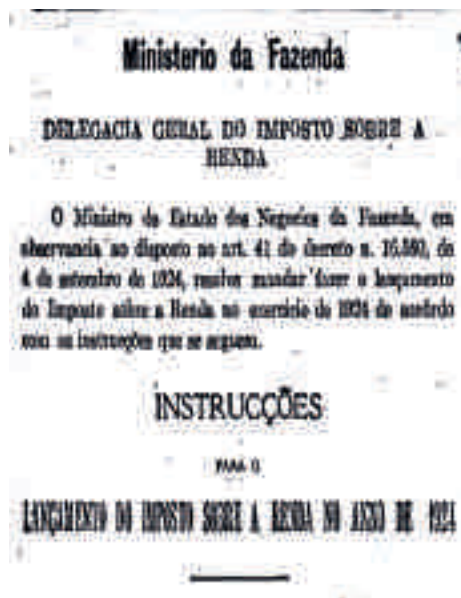 Ministerio da Fazenda
DELEGACIA GERAL DO IMPOSTO SOBRE A
RENDA
O Ministro de Estado dos Negocios da Fazenda, em
observancia ao disposto no art. 41 do decreto n. de
4 de setembro de 1924, resolve mandar fazer o lançamento
do Imposto sobre a Renda no exercicio de 1924 de acôrdo
com as instrucções que se seguem.
INSTRUCÇÕES
PARA O
LANÇAMENTO DO IMPOSTO SOBRE A RENDA NO ANNO DE 1924